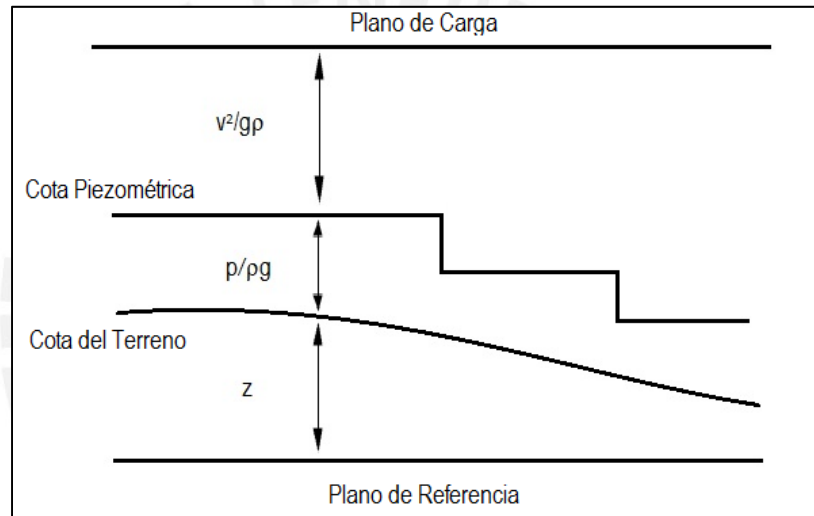 Plano de Carga
v²/gρ
Cota Piezométrica
p/ρg
Cota del Terreno
z
Plano de Referencia